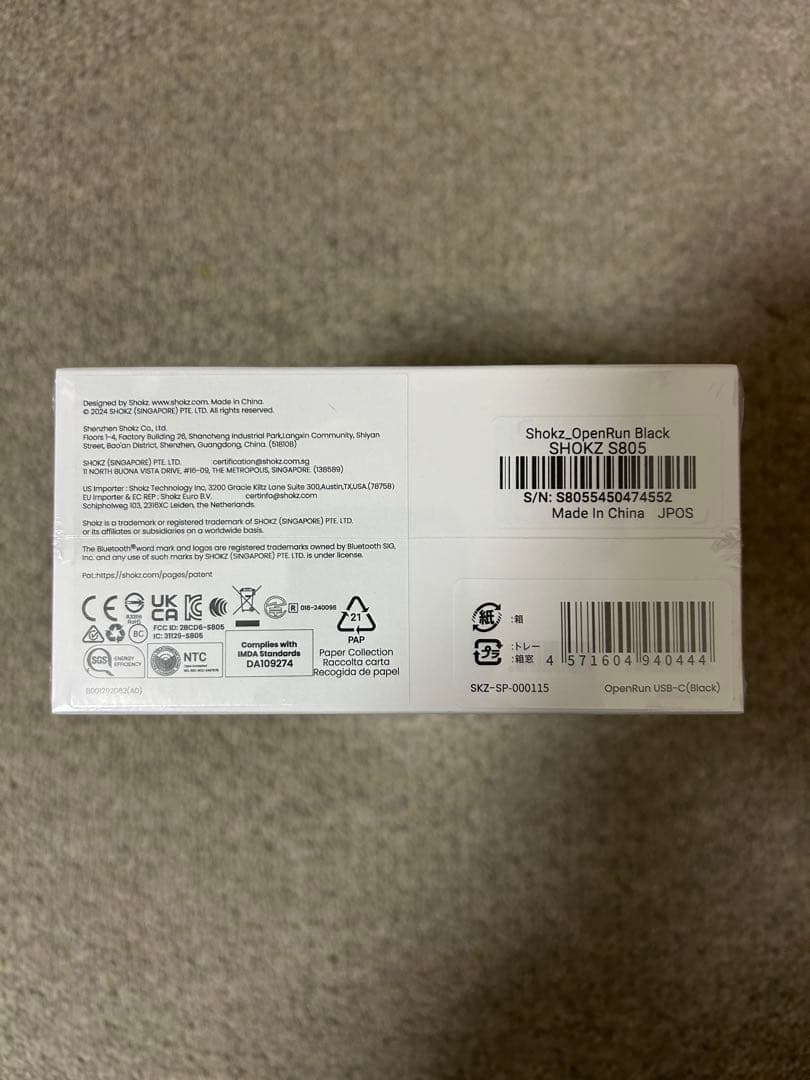 Designed by Shokz. www.shokz.com. Made in China.
© 2024 SHOKZ (SINGAPORE) PTE. LTD. All rights reserved.
Shenzhen Shokz Co., Ltd.
Floors 1-4, Factory Building 26, Shancheng Industrial Park,Langxin Community, Shiyan
Street, Bao'an District, Shenzhen, Guangdong, China. (518108)
SHOKZ (SINGAPORE) PTE. LTD. certification@shokz.com.sg
11 NORTH BUONA VISTA DRIVE, #16-09, THE METROPOLIS, SINGAPORE. (138589)
US Importer : Shokz Technology Inc, 3200 Gracie Kiltz Lane Suite 300,Austin,TX,USA,(78758)
EU Importer & EC REP : Shokz Euro B.V. certinfo@shokz.com
Schipholweg 103, 2316XC Leiden, the Netherlands.
Shokz is a trademark or registered trademark of SHOKZ (SINGAPORE) PTE. LTD.
or its affiliates or subsidiaries on a worldwide basis.
The Bluetooth® word mark and logos are registered trademarks owned by Bluetooth SIG,
Inc. and any use of such marks by SHOKZ (SINGAPORE) PTE. LTD. is under license.
Pat:https://shokz.com/pages/patent
CE UKCA R 018-240096
FCC ID: 2BCD6-S805
IC: 31129-S805
BC
21
PAP
Paper Collection
Raccolta carta
Recogida de papel
SGS ENERGY EFFICIENCY
NTC
Complies with
IMDA Standards
DA109274
Shokz_OpenRun Black
SHOKZ S805
S/N: S8055450474552
Made In China JPOS
紙 :箱
プラ :トレー
:箱窓
4 571604 940444
SKZ-SP-000115 OpenRun USB-C(Black)